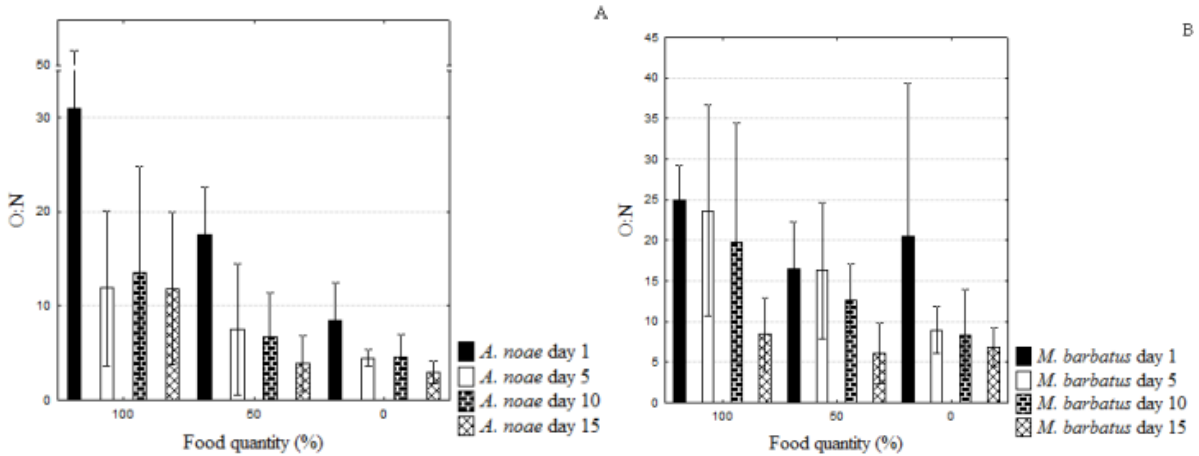 A
50
30
20
10
0
O:N
100
50
0
Food quantity (%)
A. noae day 1
A. noae day 5
A. noae day 10
A. noae day 15
B
45
40
35
30
25
20
15
10
5
0
O:N
100
50
0
Food quantity (%)
M. barbatus day 1
M. barbatus day 5
M. barbatus day 10
M. barbatus day 15